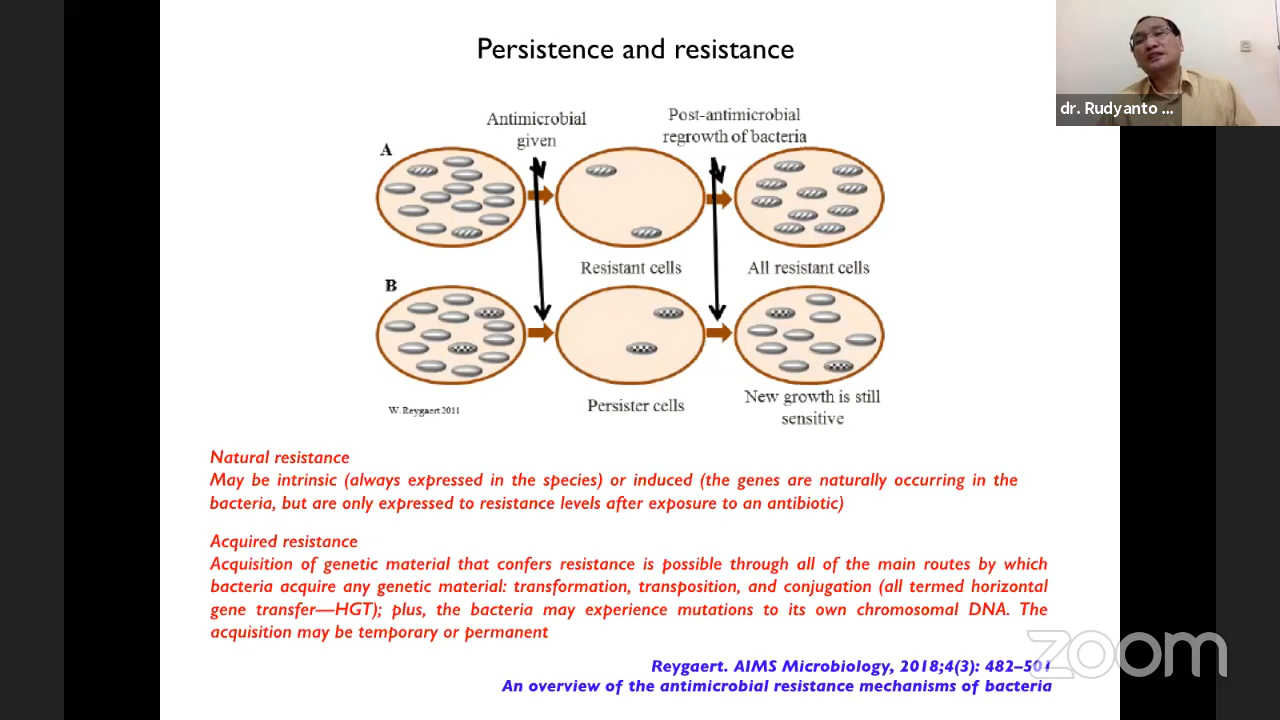 Persistence and resistance
dr. Rudyanto ...
Antimicrobial
given
Post-antimicrobial
regrowth of bacteria
A
Resistant cells
All resistant cells
B
Persister cells
New growth is still
sensitive
W. Reygaert 2011
Natural resistance
May be intrinsic (always expressed in the species) or induced (the genes are naturally occurring in the
bacteria, but are only expressed to resistance levels after exposure to an antibiotic)
Acquired resistance
Acquisition of genetic material that confers resistance is possible through all of the main routes by which
bacteria acquire any genetic material: transformation, transposition, and conjugation (all termed horizontal
gene transfer—HGT); plus, the bacteria may experience mutations to its own chromosomal DNA. The
acquisition may be temporary or permanent
Reygaert. AIMS Microbiology, 2018;4(3): 482–501
An overview of the antimicrobial resistance mechanisms of bacteria
zoom